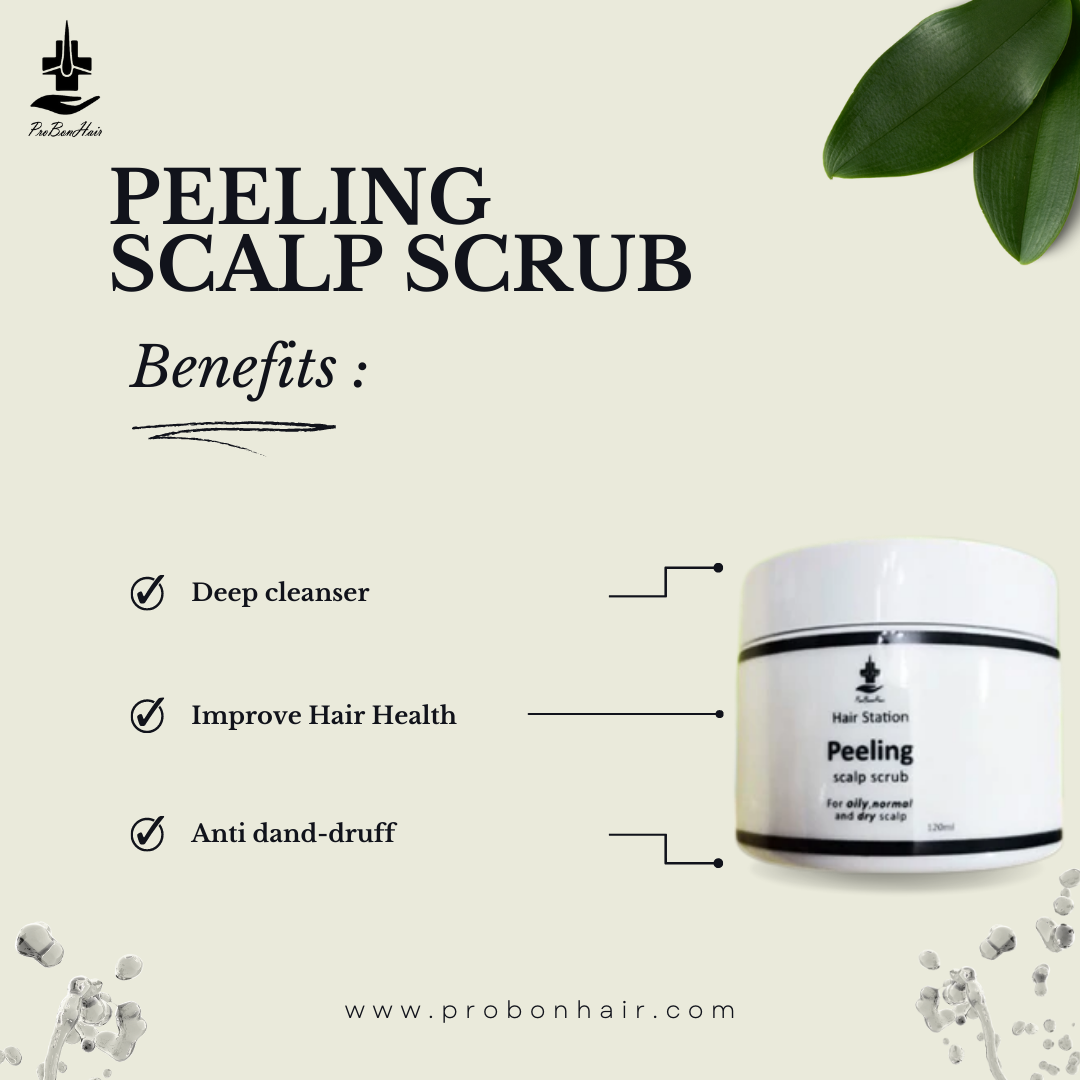 ProBonHair
PEELING
SCALP SCRUB
Benefits :
Deep cleanser
Improve Hair Health
Anti dand-druff
ProBonHair
Hair Station
Peeling
scalp scrub
For oily,normal
and dry scalp
120ml
www.probonhair.com